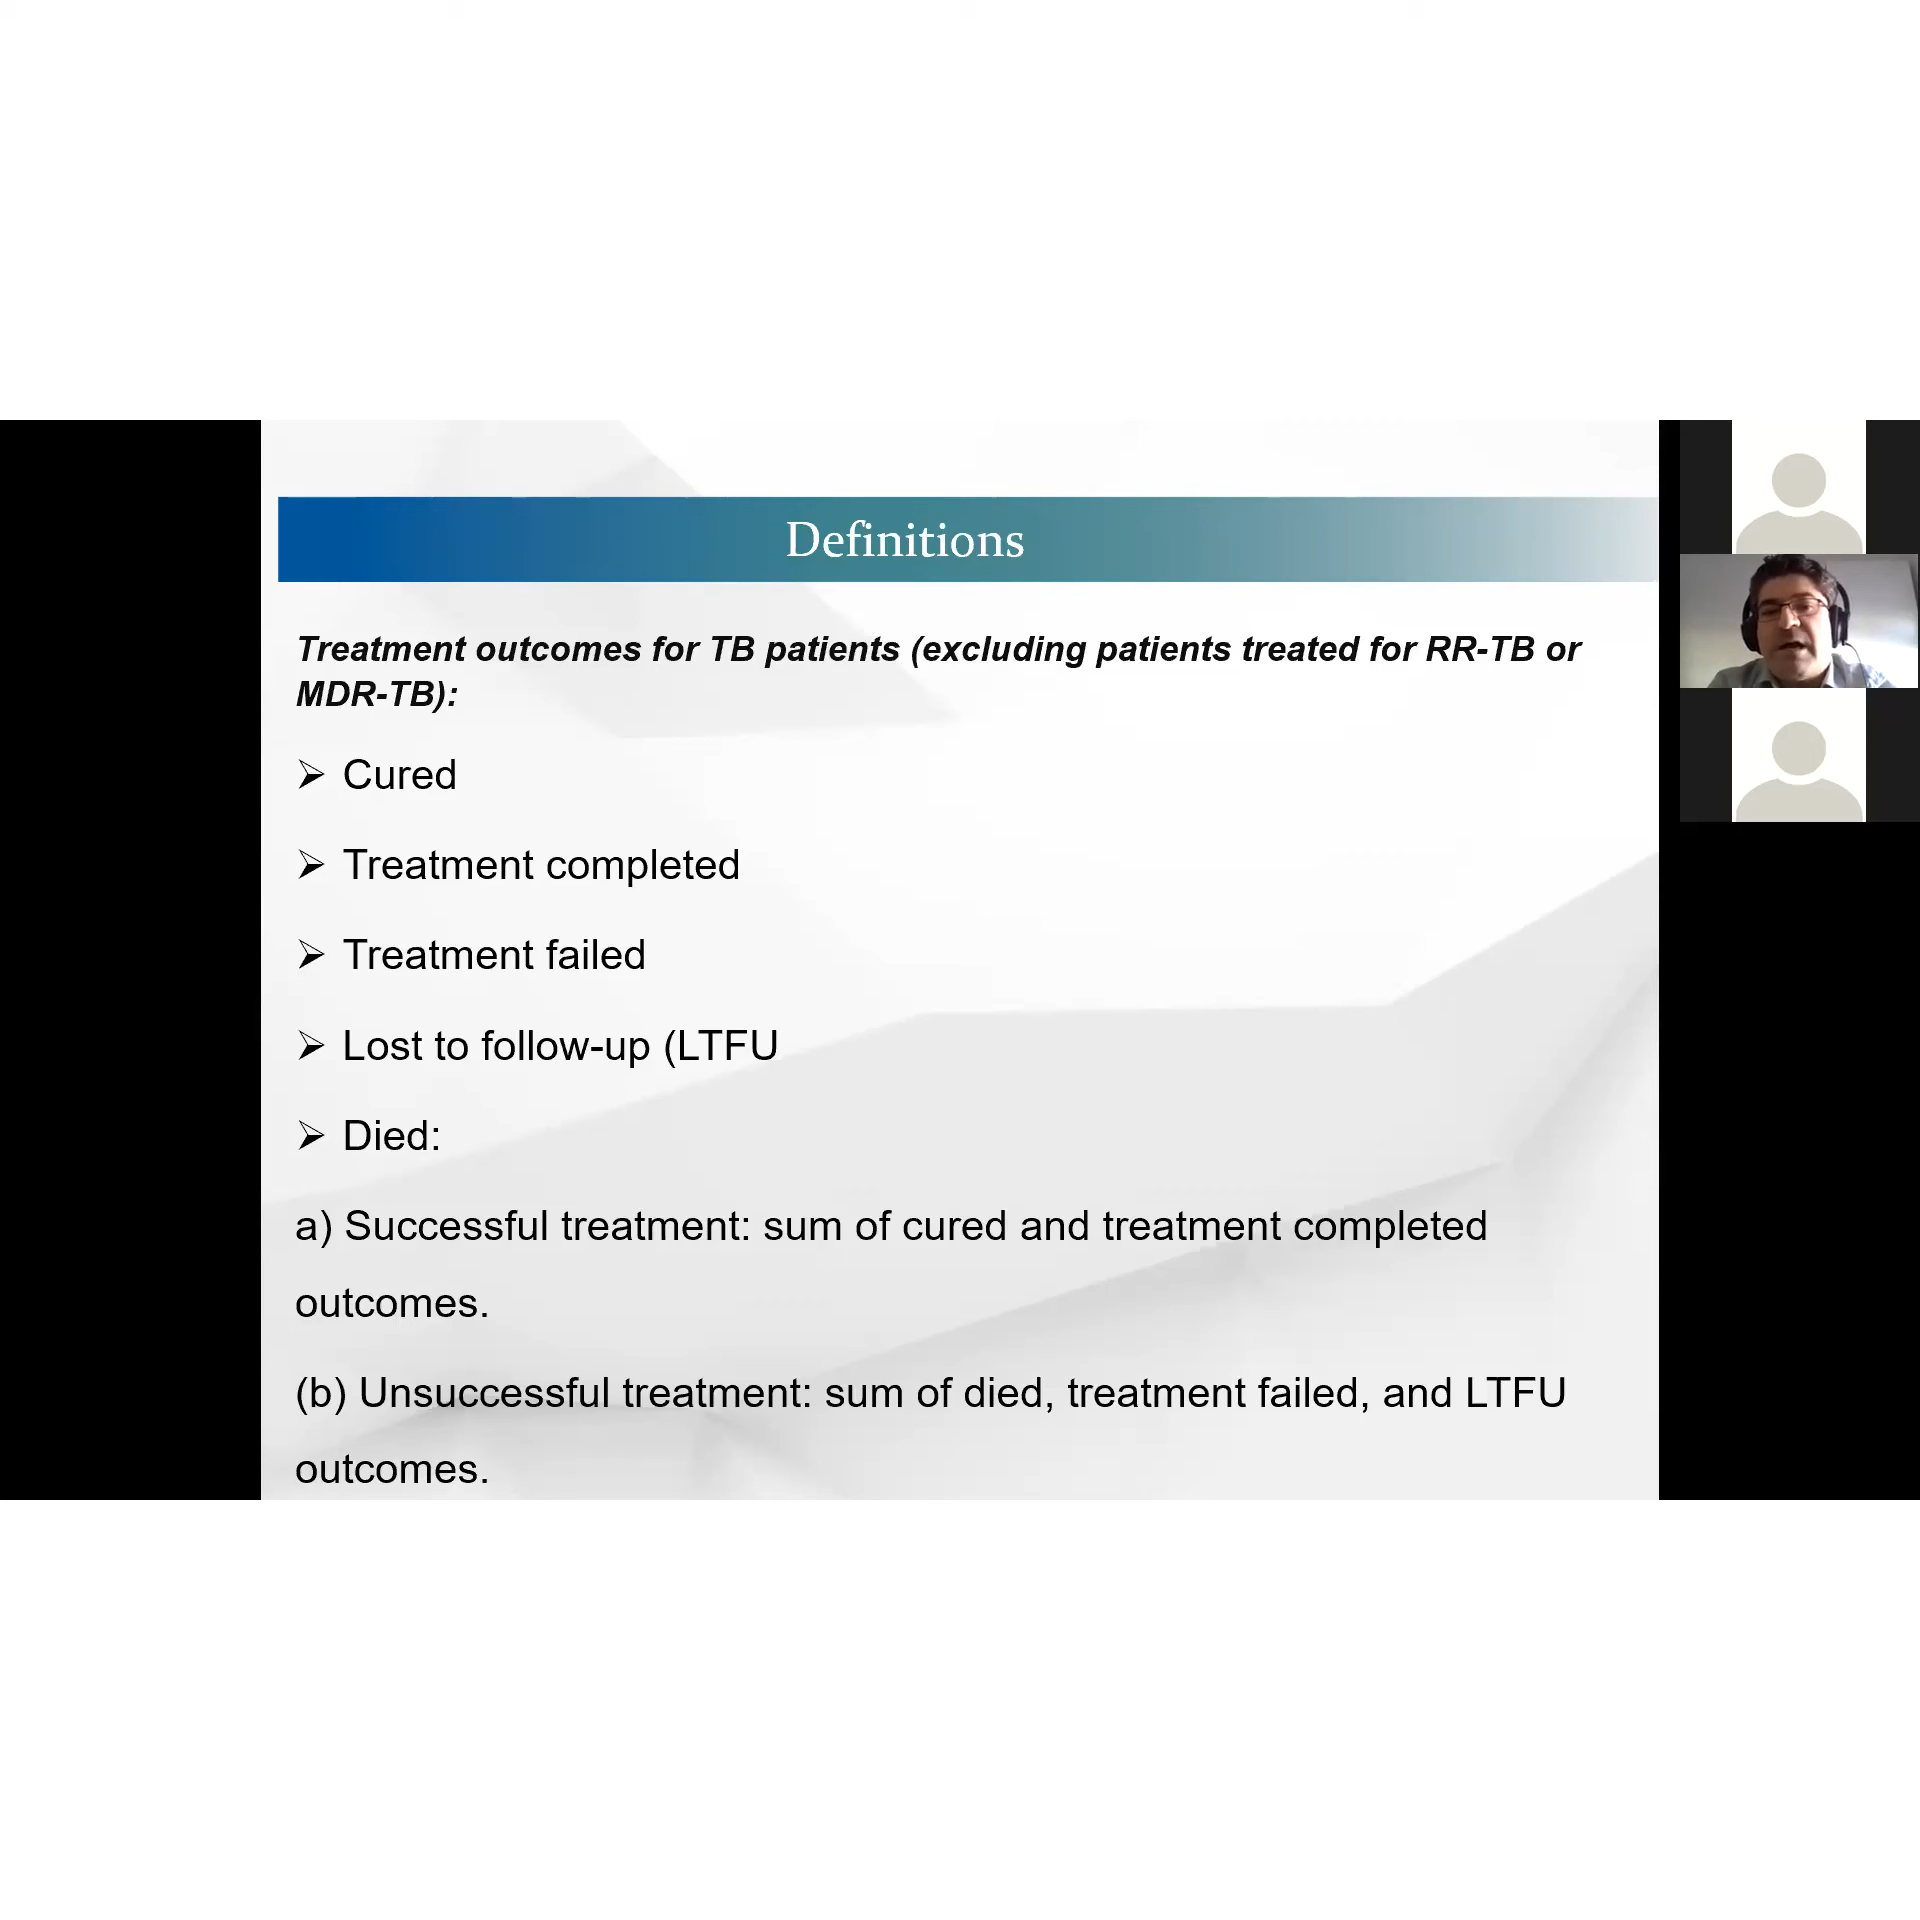 Definitions
Treatment outcomes for TB patients (excluding patients treated for RR-TB or
MDR-TB):
➢ Cured
➢ Treatment completed
➢ Treatment failed
➢ Lost to follow-up (LTFU
➢ Died:
a) Successful treatment: sum of cured and treatment completed
outcomes.
(b) Unsuccessful treatment: sum of died, treatment failed, and LTFU
outcomes.